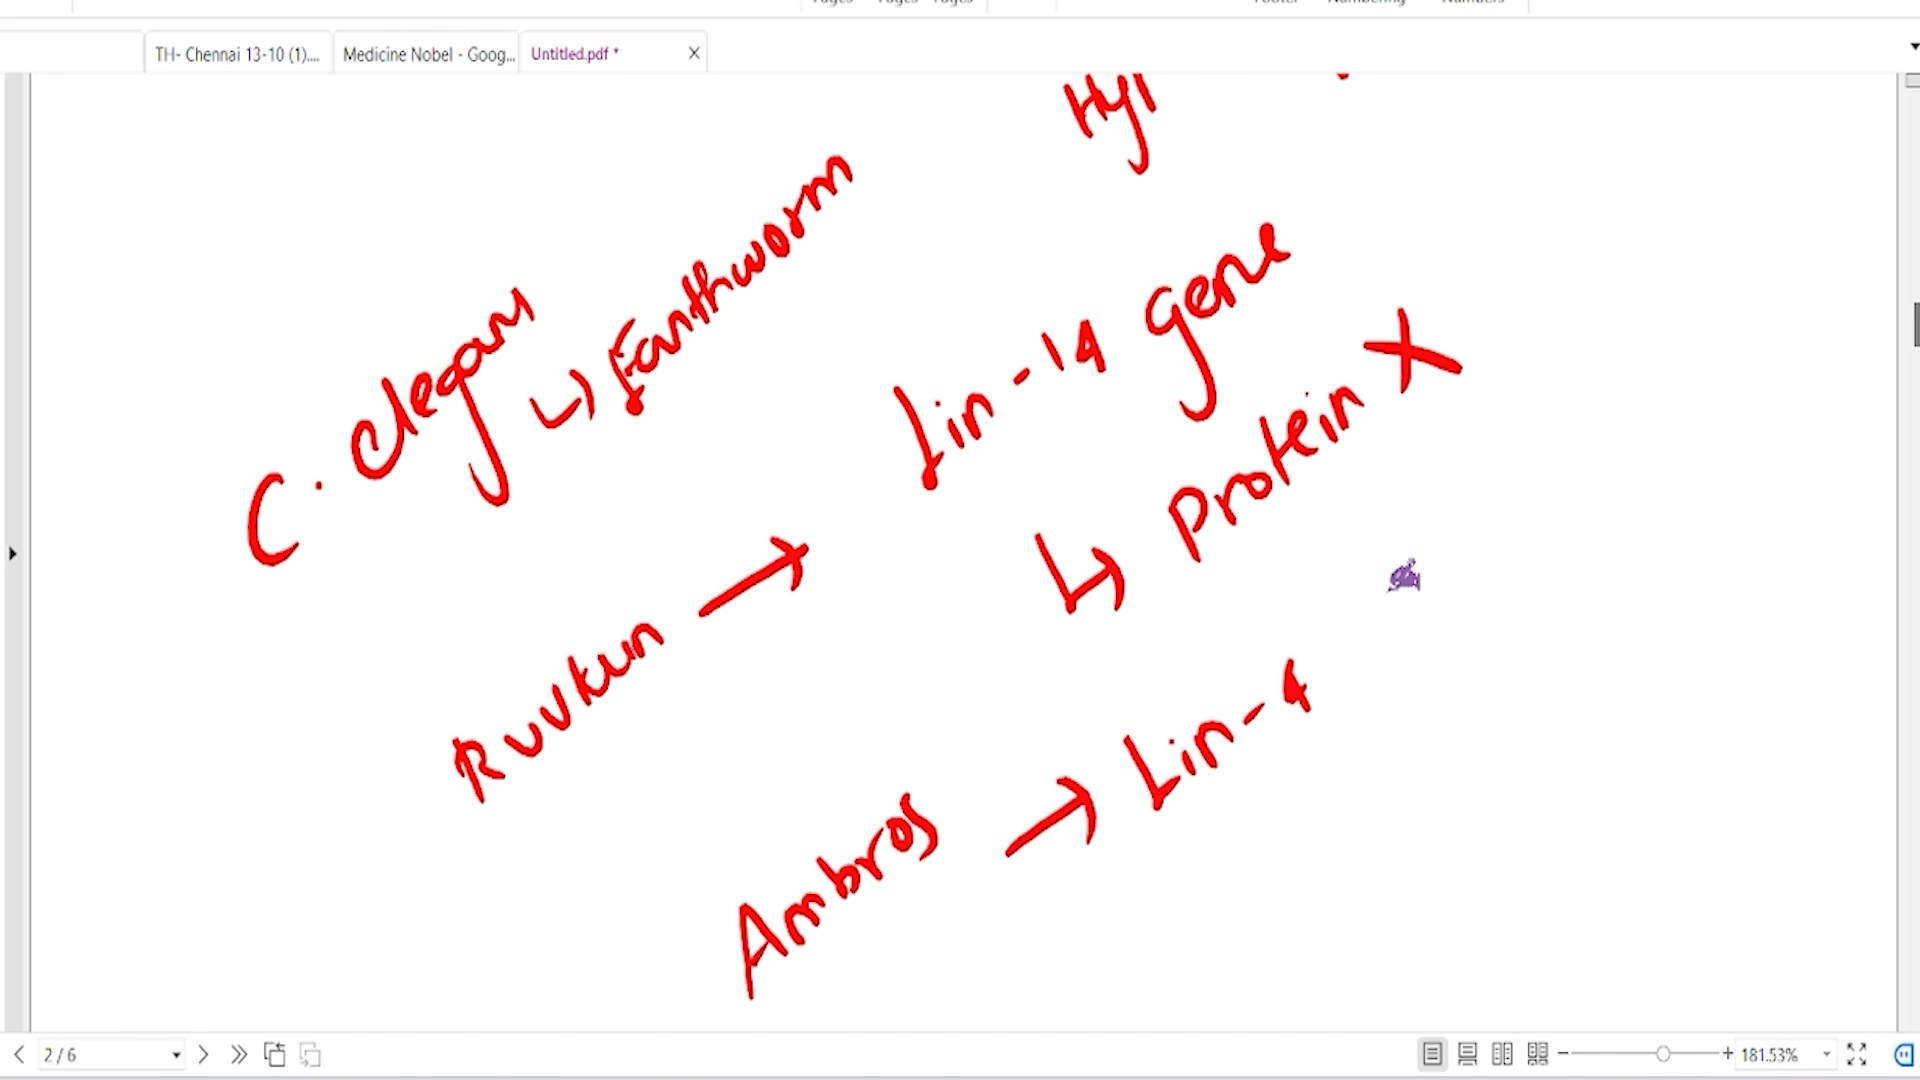 TH- Chennai 13-10 (1)....
Medicine Nobel - Goog...
Untitled.pdf *
Hy
C. elegans
↳ Earthworm
Lin-14 gene
↳ Protein X
Ruvkun →
Ambros → Lin-4
2 / 6
181.53%